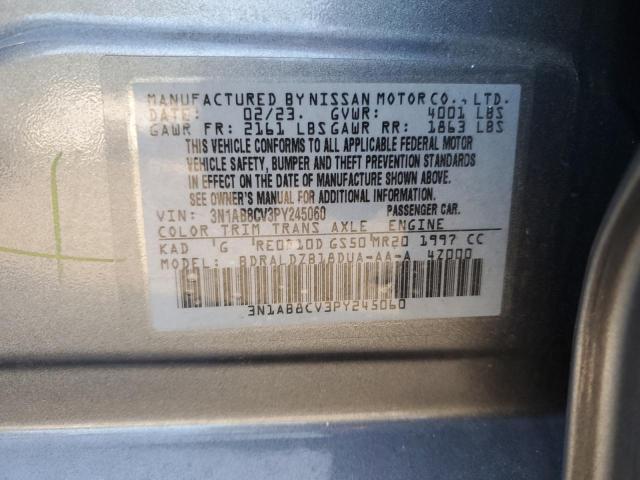 MANUFACTURED BY NISSAN MOTOR CO., LTD.
DATE: 02/23. GVWR: 4001 LBS
GAWR FR: 2161 LBS GAWR RR: 1863 LBS
THIS VEHICLE CONFORMS TO ALL APPLICABLE FEDERAL MOTOR
VEHICLE SAFETY, BUMPER AND THEFT PREVENTION STANDARDS
IN EFFECT ON THE DATE OF MANUFACTURE SHOWN ABOVE.
SEE OWNER'S MANUAL FOR ADDITIONAL INFORMATION.
VIN: 3N1AB8CV3PY245060 PASSENGER CAR.
COLOR TRIM TRANS AXLE ENGINE
KAD G RE0F10D GS50 MR20 1997 CC
MODEL: BDRALDZB18DUA-AA-A 4Z000
3N1AB8CV3PY245060